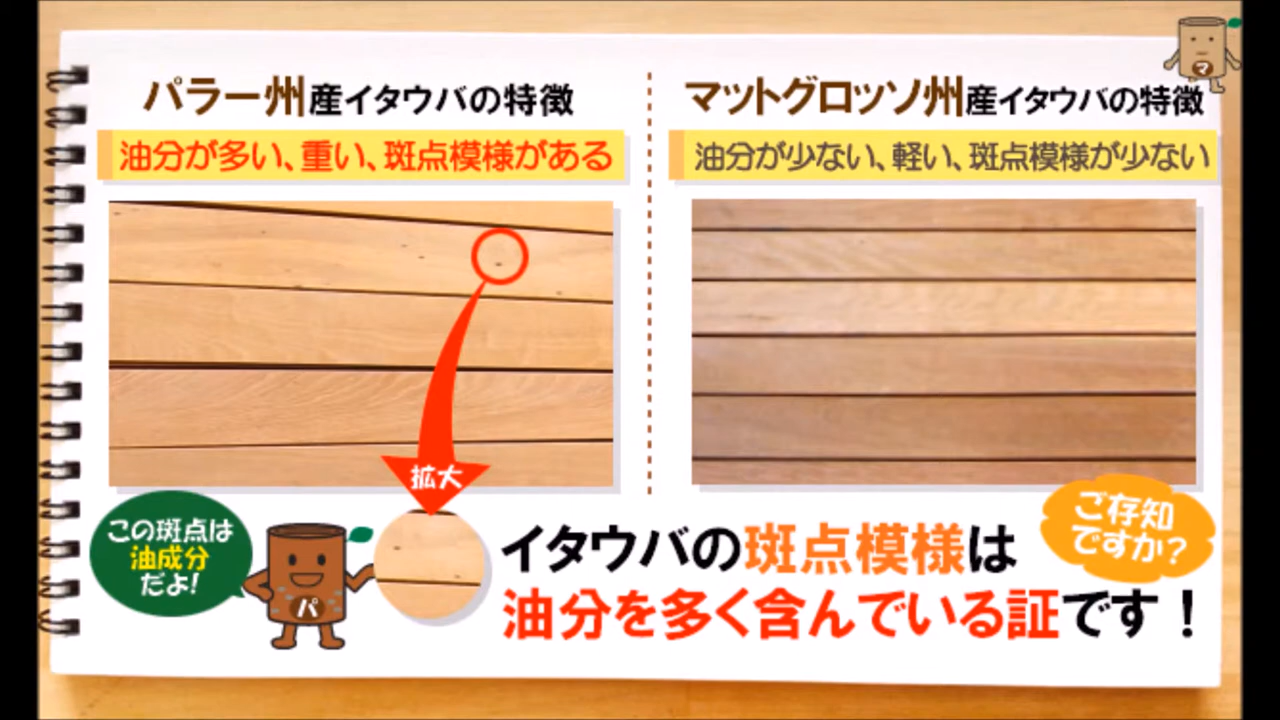 パラー州産イタウバの特徴
油分が多い、重い、斑点模様がある
マットグロッソ州産イタウバの特徴
油分が少ない、軽い、斑点模様が少ない
マ
拡大
この斑点は
油成分
だよ!
パ
イタウバの斑点模様は
油分を多く含んでいる証です！
ご存知
ですか?